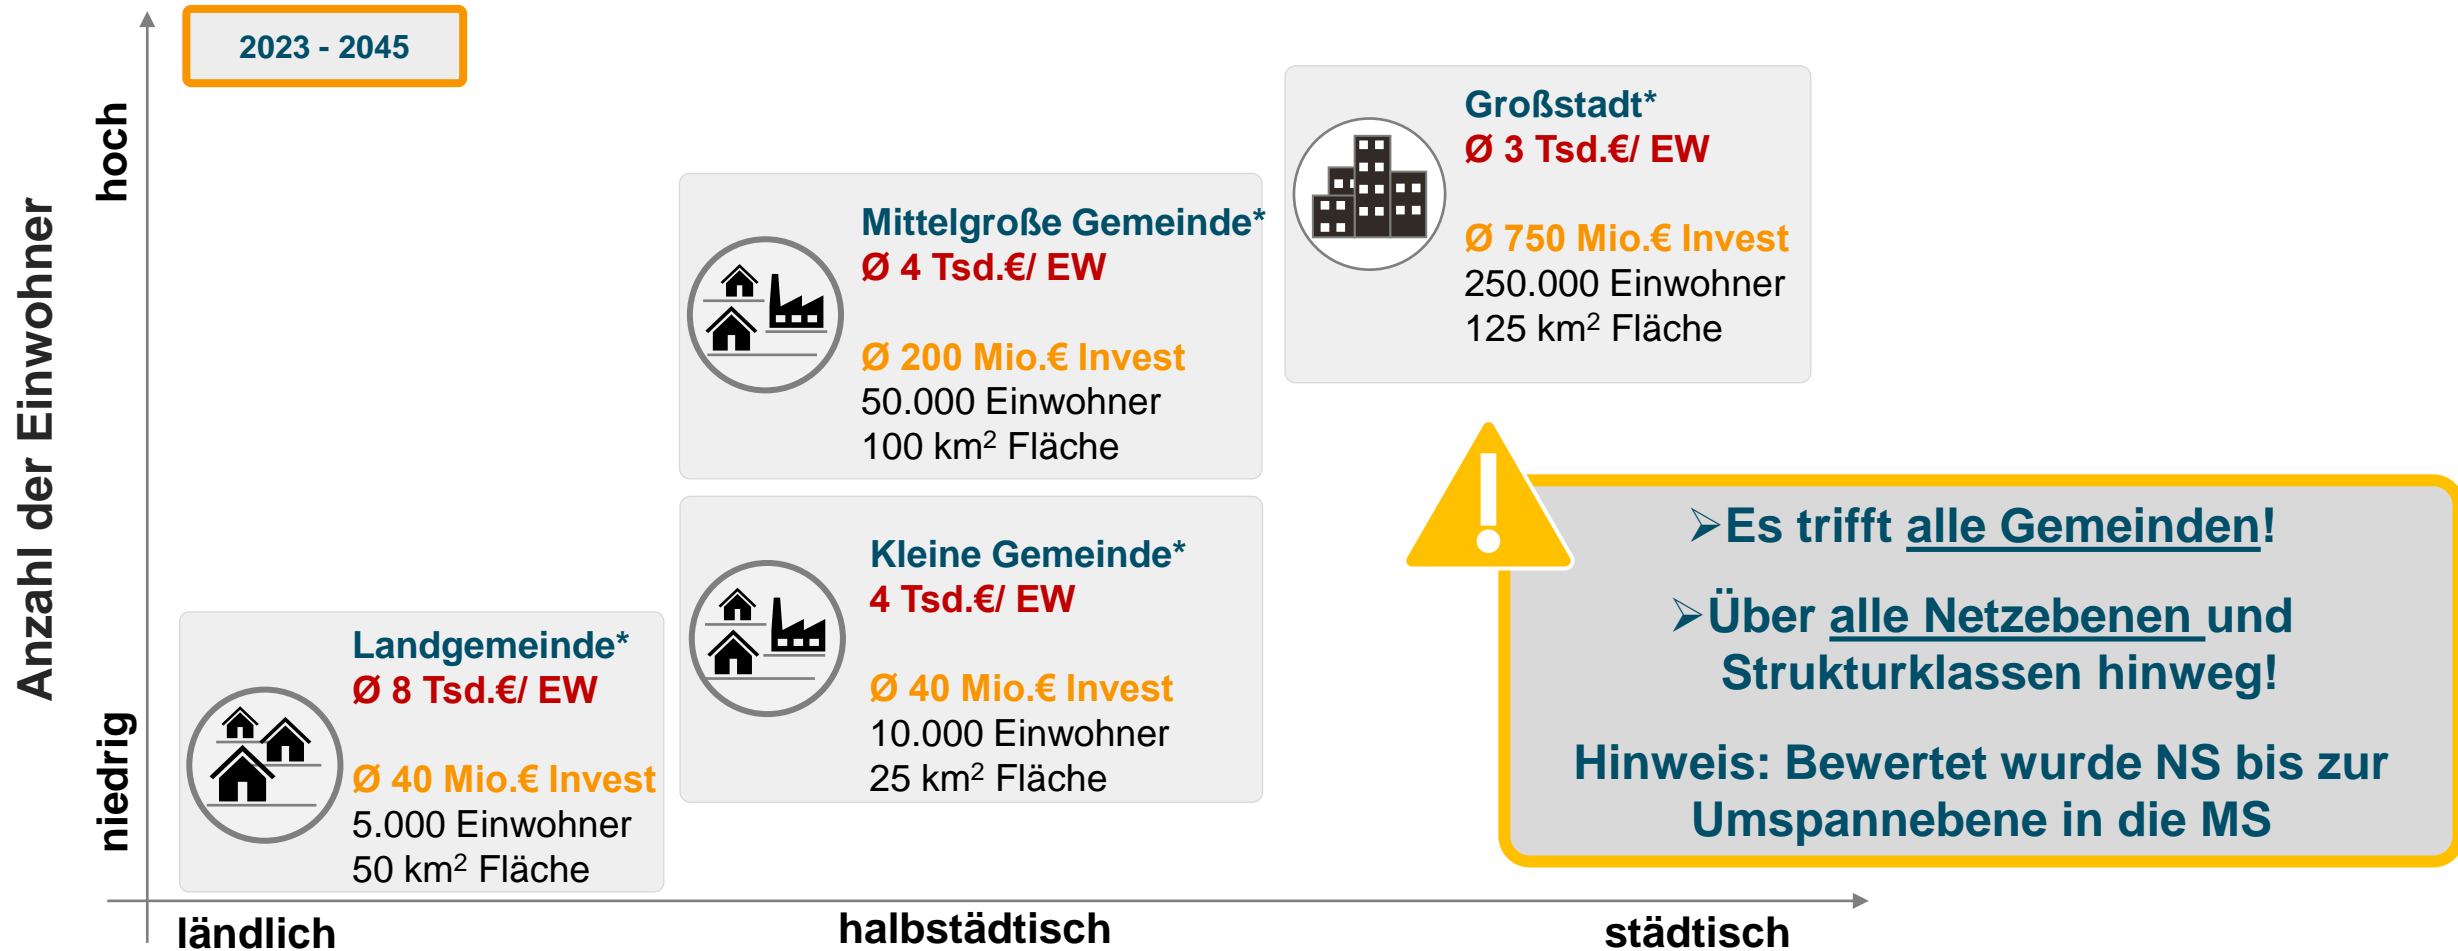 2023 - 2045
Anzahl der Einwohner
hoch
niedrig
Großstadt*
Ø 3 Tsd.€/ EW
Ø 750 Mio.€ Invest
250.000 Einwohner
125 km² Fläche
Mittelgroße Gemeinde*
Ø 4 Tsd.€/ EW
Ø 200 Mio.€ Invest
50.000 Einwohner
100 km² Fläche
Kleine Gemeinde*
4 Tsd.€/ EW
Ø 40 Mio.€ Invest
10.000 Einwohner
25 km² Fläche
Landgemeinde*
Ø 8 Tsd.€/ EW
Ø 40 Mio.€ Invest
5.000 Einwohner
50 km² Fläche
➢Es trifft alle Gemeinden!
➢Über alle Netzebenen und
Strukturklassen hinweg!
Hinweis: Bewertet wurde NS bis zur
Umspannebene in die MS
ländlich
halbstädtisch
städtisch